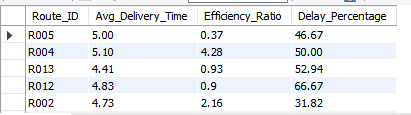 Route_ID Avg_Delivery_Time Efficiency_Ratio Delay_Percentage
R005 5.00 0.37 46.67
R004 5.10 4.28 50.00
R013 4.41 0.93 52.94
R012 4.83 0.9 66.67
R002 4.73 2.16 31.82